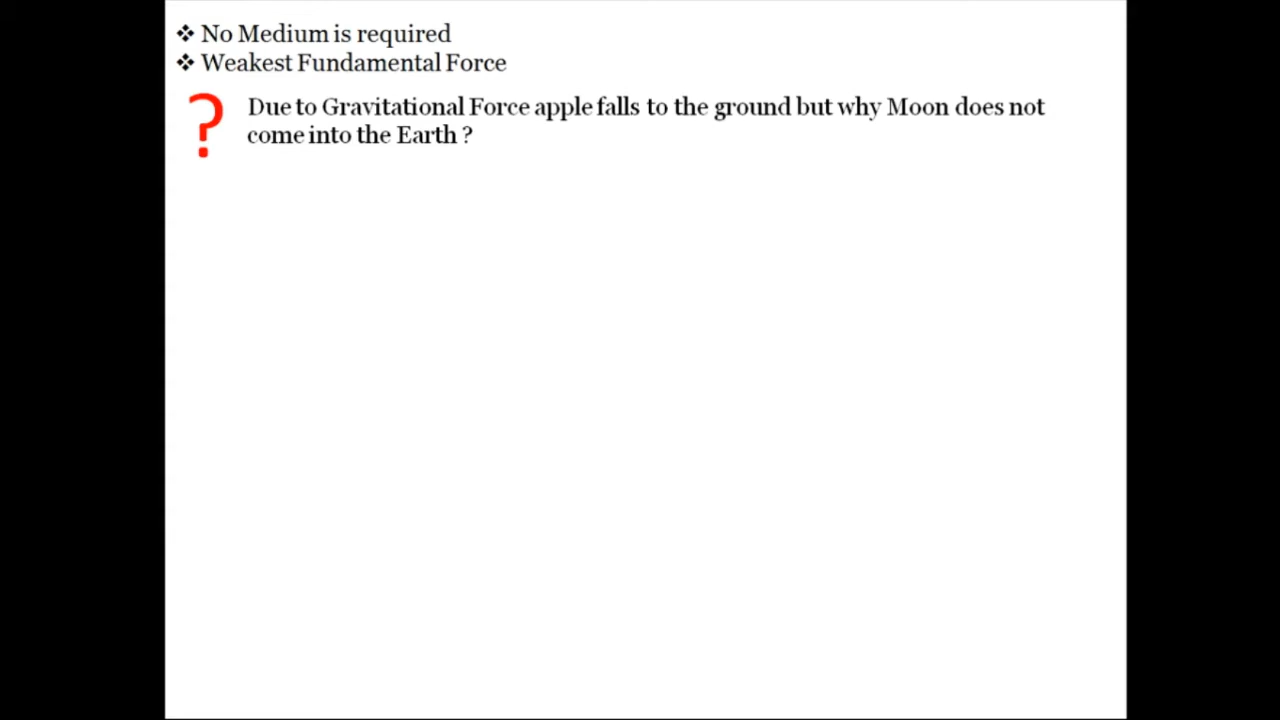 ❖ No Medium is required
❖ Weakest Fundamental Force
? Due to Gravitational Force apple falls to the ground but why Moon does not
come into the Earth ?